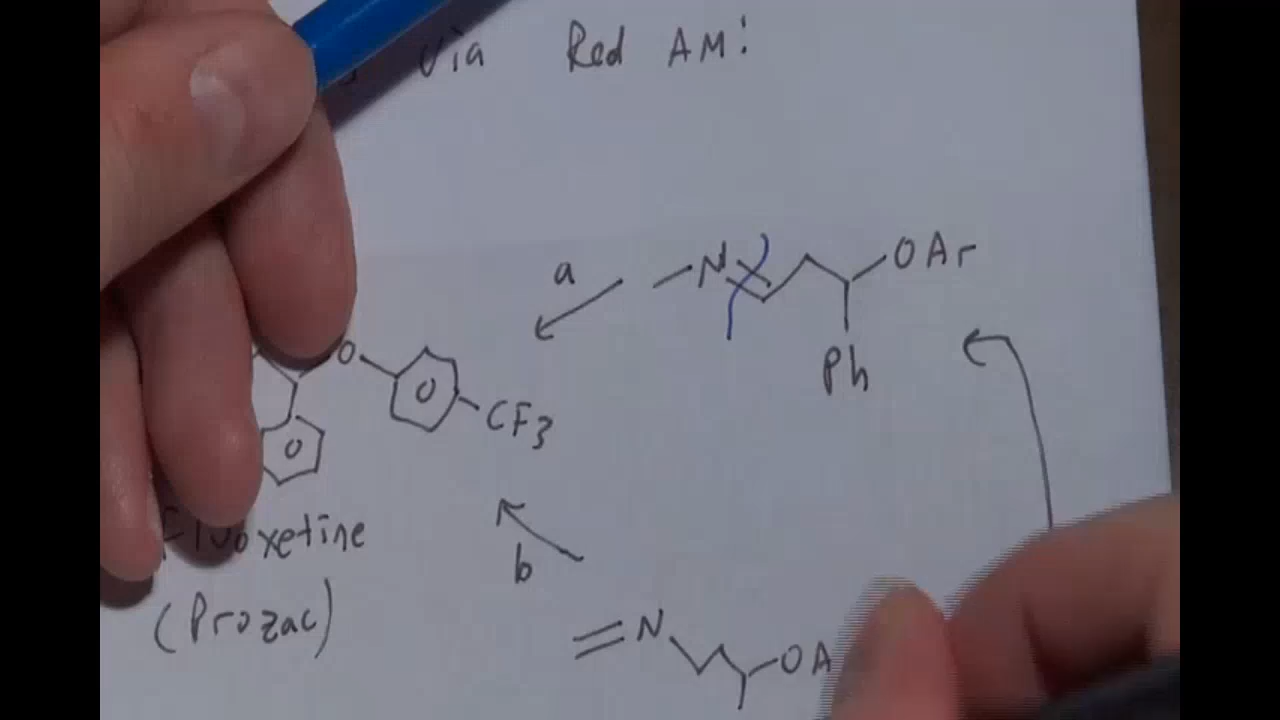 via Red AM:
a
N
OAr
Ph
O
CF3
Fluoxetine
b
(Prozac)
N
OA